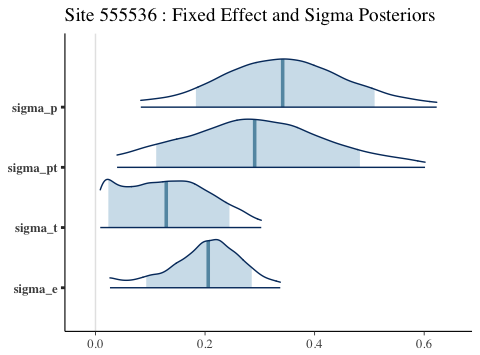 Site 555536 : Fixed Effect and Sigma Posteriors
sigma_p
sigma_pt
sigma_t
sigma_e
0.0 0.2 0.4 0.6